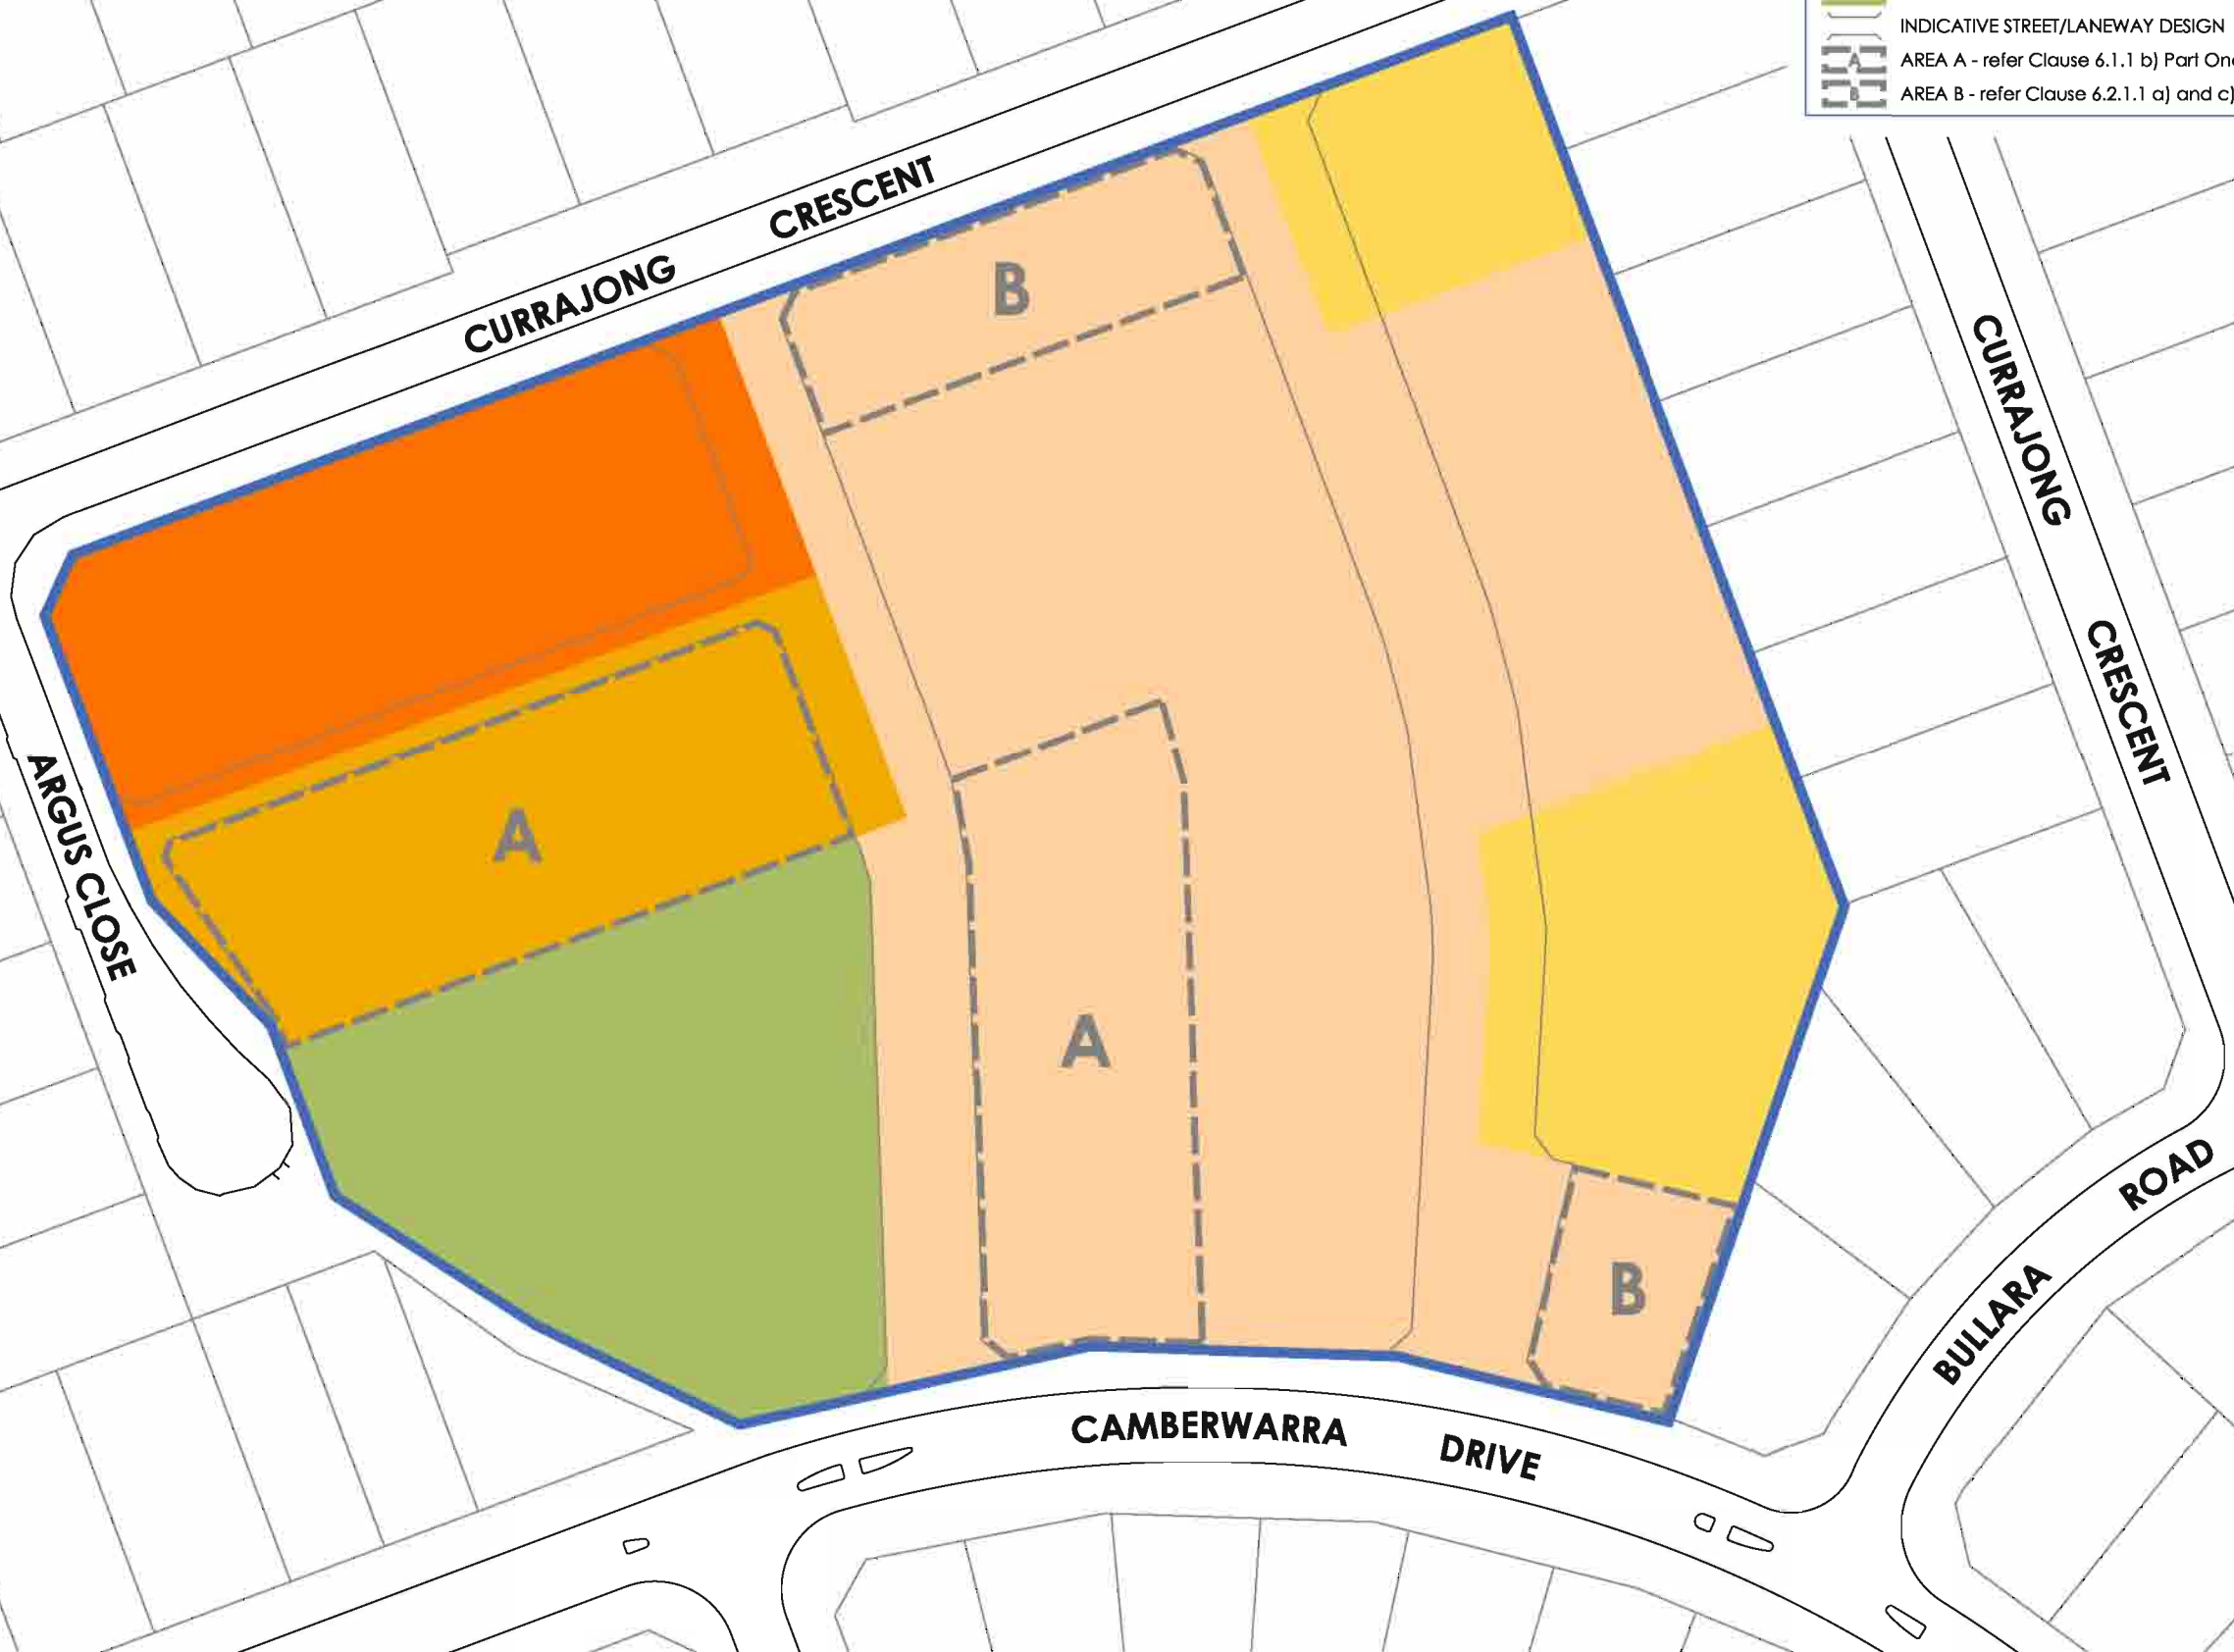 INDICATIVE STREET/LANEWAY DESIGN
A AREA A - refer Clause 6.1.1 b) Part
B AREA B - refer Clause 6.2.1.1 a) and c)
CURRAJONG CRESCENT
B
CURRAJONG CRESCENT
A
ARGUS CLOSE
A
B
BULLARA ROAD
CAMBERWARRA DRIVE